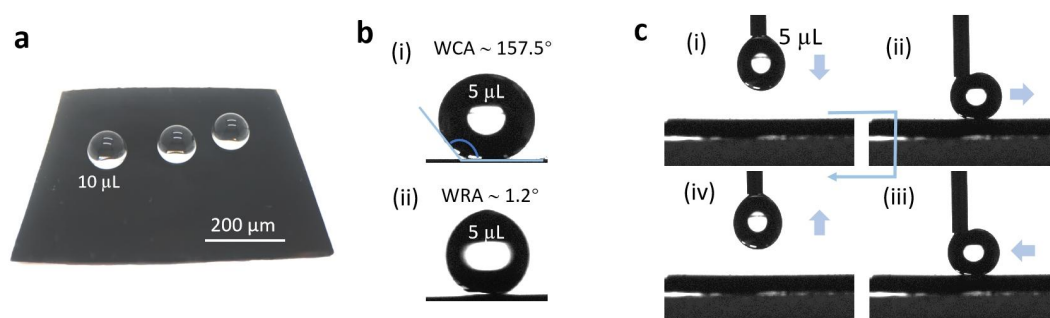 a
10 µL
200 µm
b
(i)
WCA ~ 157.5°
5 µL
(ii)
WRA ~ 1.2°
5 µL
c
(i)
5 µL
(ii)
(iv)
(iii)